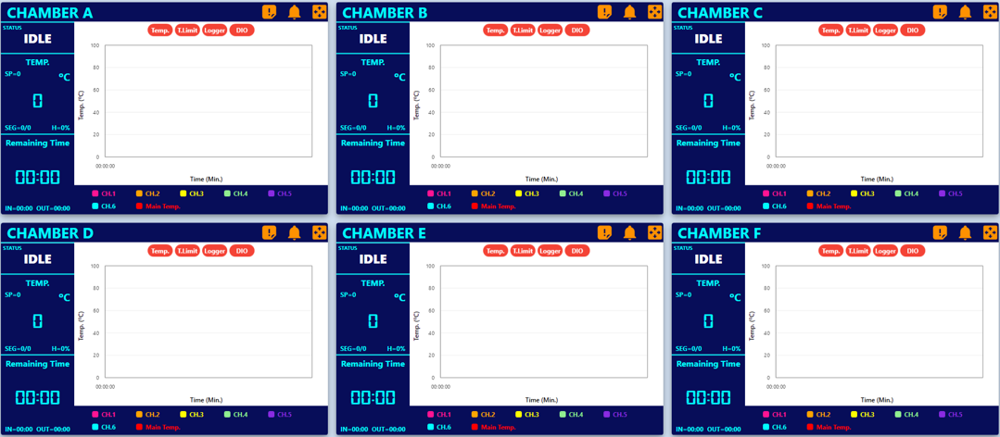 CHAMBER A
STATUS
IDLE
TEMP.
SP=0 ºC
0
SEG=0/0 H=0%
Remaining Time
00:00
IN=00:00 OUT=00:00
Temp. T.Limit Logger DIO
100
80
60
40
20
0
Temp. (ºC)
00:00:00
Time (Min.)
CH.1 CH.2 CH.3 CH.4 CH.5
CH.6 Main Temp.
CHAMBER B
STATUS
IDLE
TEMP.
SP=0 ºC
0
SEG=0/0 H=0%
Remaining Time
00:00
IN=00:00 OUT=00:00
Temp. T.Limit Logger DIO
100
80
60
40
20
0
Temp. (ºC)
00:00:00
Time (Min.)
CH.1 CH.2 CH.3 CH.4 CH.5
CH.6 Main Temp.
CHAMBER C
STATUS
IDLE
TEMP.
SP=0 ºC
0
SEG=0/0 H=0%
Remaining Time
00:00
IN=00:00 OUT=00:00
Temp. T.Limit Logger DIO
100
80
60
40
20
0
Temp. (ºC)
00:00:00
Time (Min.)
CH.1 CH.2 CH.3 CH.4 CH.5
CH.6 Main Temp.
CHAMBER D
STATUS
IDLE
TEMP.
SP=0 ºC
0
SEG=0/0 H=0%
Remaining Time
00:00
IN=00:00 OUT=00:00
Temp. T.Limit Logger DIO
100
80
60
40
20
0
Temp. (ºC)
00:00:00
Time (Min.)
CH.1 CH.2 CH.3 CH.4 CH.5
CH.6 Main Temp.
CHAMBER E
STATUS
IDLE
TEMP.
SP=0 ºC
0
SEG=0/0 H=0%
Remaining Time
00:00
IN=00:00 OUT=00:00
Temp. T.Limit Logger DIO
100
80
60
40
20
0
Temp. (ºC)
00:00:00
Time (Min.)
CH.1 CH.2 CH.3 CH.4 CH.5
CH.6 Main Temp.
CHAMBER F
STATUS
IDLE
TEMP.
SP=0 ºC
0
SEG=0/0 H=0%
Remaining Time
00:00
IN=00:00 OUT=00:00
Temp. T.Limit Logger DIO
100
80
60
40
20
0
Temp. (ºC)
00:00:00
Time (Min.)
CH.1 CH.2 CH.3 CH.4 CH.5
CH.6 Main Temp.